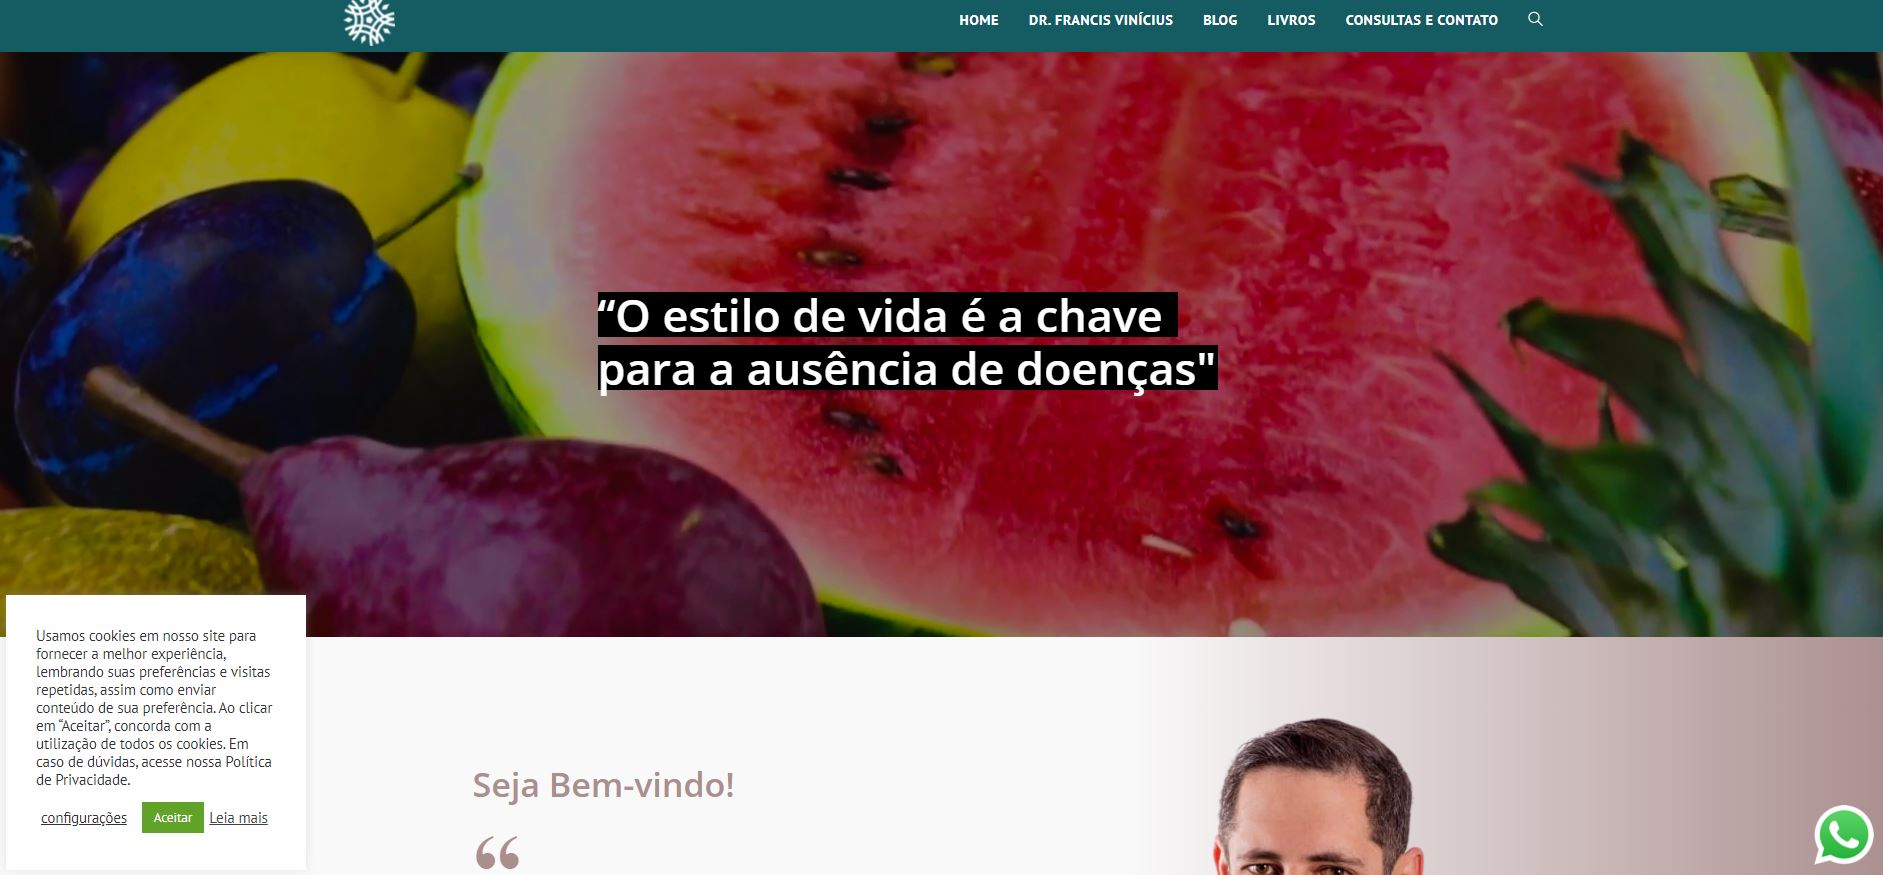 HOME DR. FRANCIS VINÍCIUS BLOG LIVROS CONSULTAS E CONTATO
“O estilo de vida é a chave
para a ausência de doenças"
Usamos cookies em nosso site para
fornecer a melhor experiência,
lembrando suas preferências e visitas
repetidas, assim como enviar
conteúdo de sua preferência. Ao clicar
em “Aceitar”, concorda com a
utilização de todos os cookies. Em
caso de dúvidas, acesse nossa Política
de Privacidade.
configurações Aceitar Leia mais
Seja Bem-vindo!
“